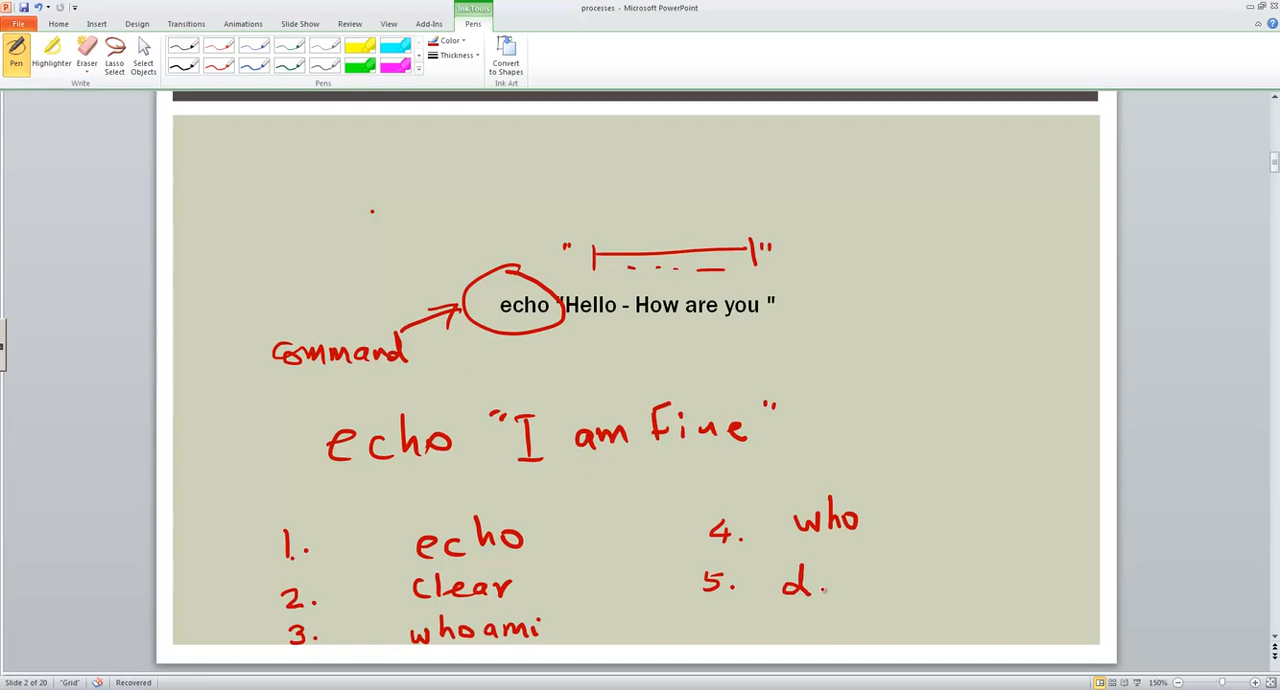 processes - Microsoft PowerPoint
Ink Tools
File Home Insert Design Transitions Animations Slide Show Review View Add-Ins Pens
Pen Highlighter Eraser Lasso Select Select Objects Color Thickness Convert to Shapes
Write Pens Ink Art
" "
echo "Hello - How are you "
Command
echo "I am Fine"
1. echo
2. clear
3. whoami
4. who
5. d
Slide 2 of 20 "Grid" Recovered 150%